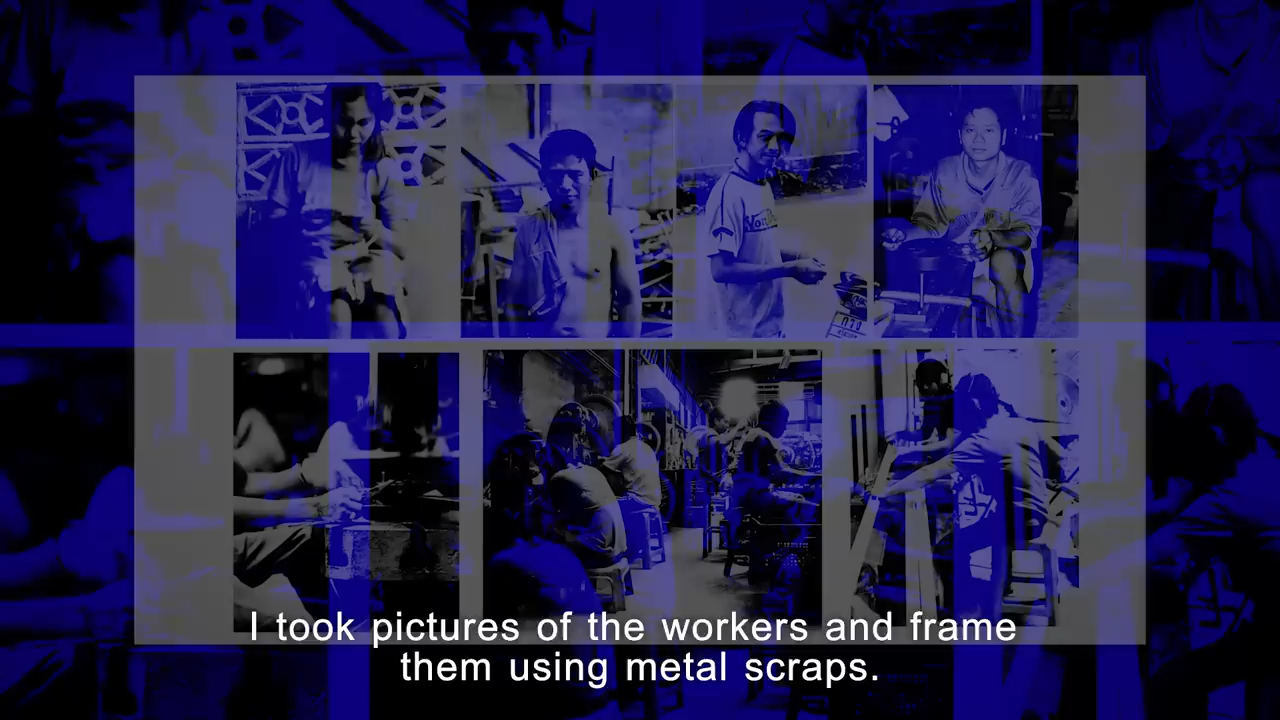 I took pictures of the workers and frame
them using metal scraps.